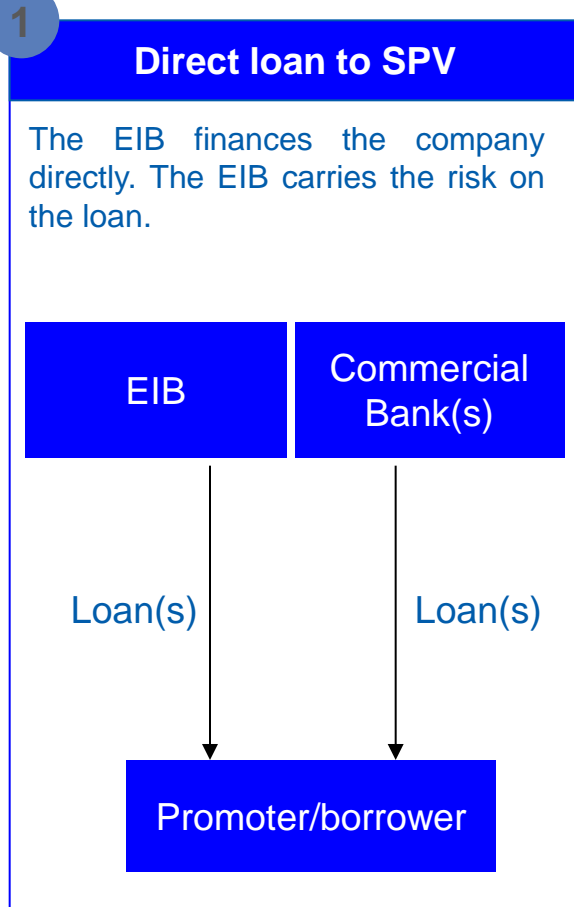 1
Direct loan to SPV
The EIB finances the company
directly. The EIB carries the risk on
the loan.
EIB
Commercial
Bank(s)
Loan(s)
Loan(s)
Promoter/borrower